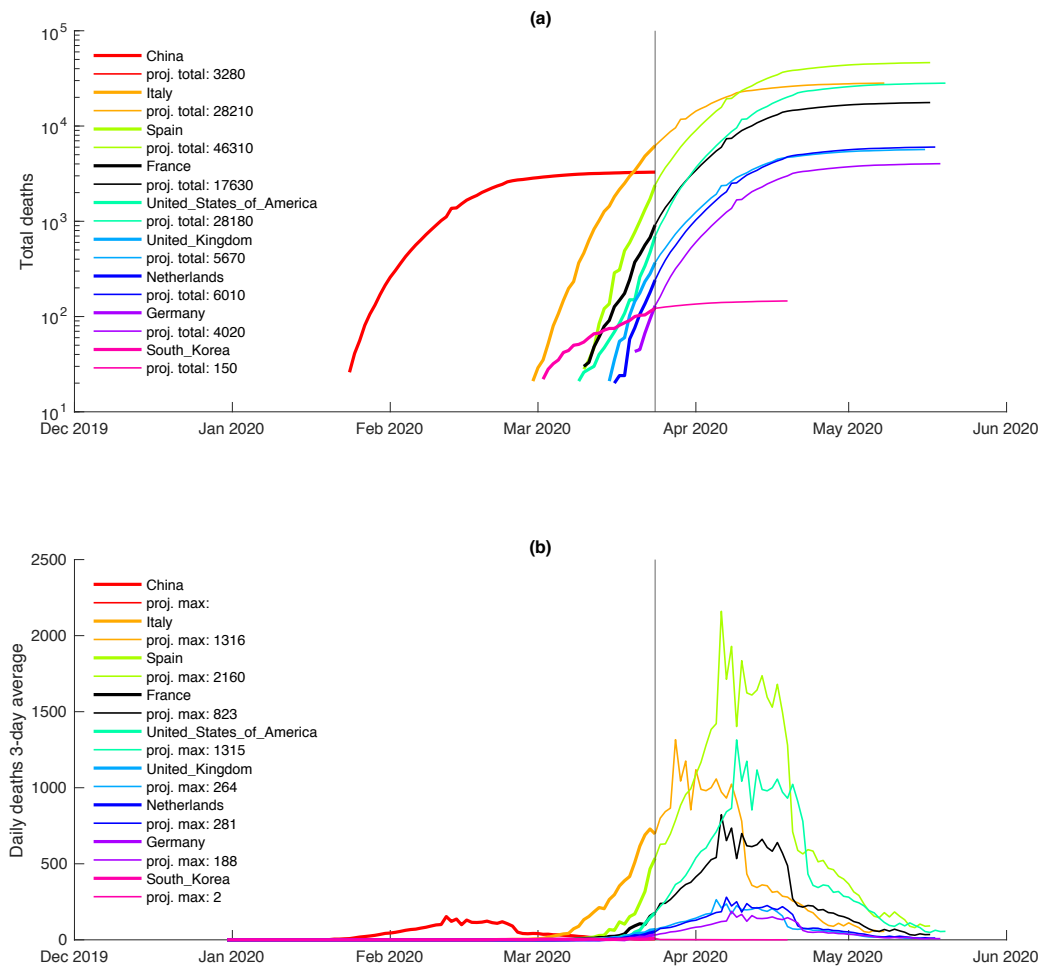 (a)
10^5
10^4
10^3
10^2
10^1
Total deaths
China
proj. total: 3280
Italy
proj. total: 28210
Spain
proj. total: 46310
France
proj. total: 17630
United_States_of_America
proj. total: 28180
United_Kingdom
proj. total: 5670
Netherlands
proj. total: 6010
Germany
proj. total: 4020
South_Korea
proj. total: 150
Dec 2019 Jan 2020 Feb 2020 Mar 2020 Apr 2020 May 2020 Jun 2020
(b)
2500
2000
1500
1000
500
0
Daily deaths 3-day average
China
proj. max:
Italy
proj. max: 1316
Spain
proj. max: 2160
France
proj. max: 823
United_States_of_America
proj. max: 1315
United_Kingdom
proj. max: 264
Netherlands
proj. max: 281
Germany
proj. max: 188
South_Korea
proj. max: 2
Dec 2019 Jan 2020 Feb 2020 Mar 2020 Apr 2020 May 2020 Jun 2020